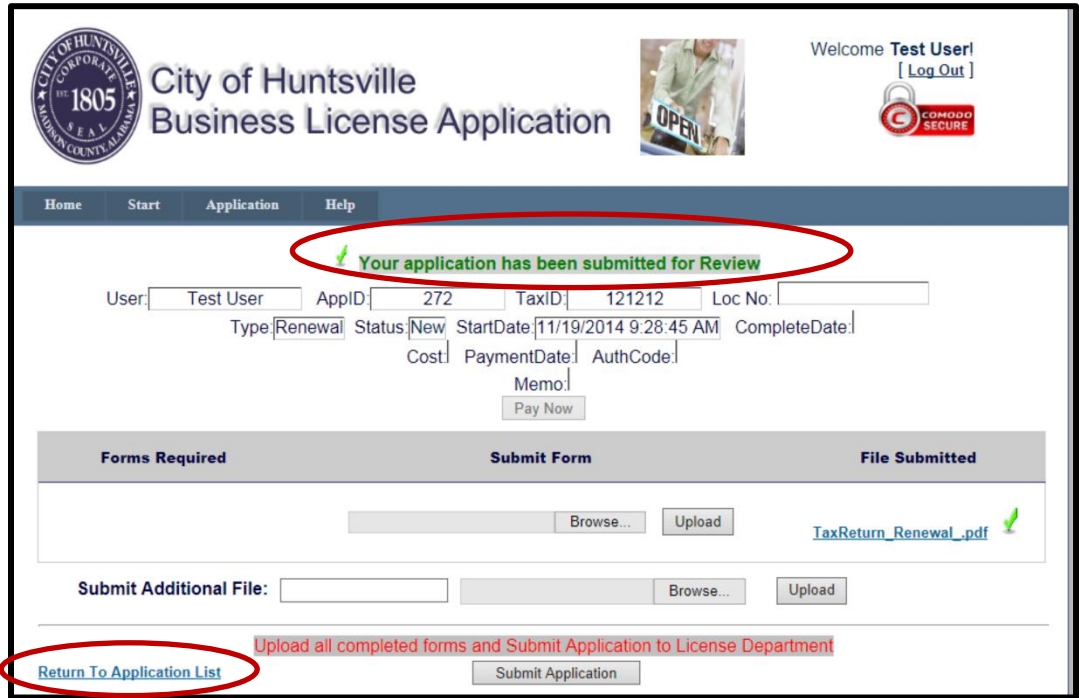 CITY OF HUNTSVILLE
CORPORATE
EST. 1805
SEAL
MADISON COUNTY, ALABAMA
City of Huntsville
Business License Application
OPEN
Welcome Test User!
[ Log Out ]
C COMODO
SECURE
Home Start Application Help
Your application has been submitted for Review
User: Test User AppID: 272 TaxID: 121212 Loc No:
Type: Renewal Status: New StartDate: 11/19/2014 9:28:45 AM CompleteDate:
Cost: PaymentDate: AuthCode:
Memo:
Pay Now
Forms Required Submit Form File Submitted
Browse... Upload TaxReturn_Renewal_.pdf
Submit Additional File: Browse... Upload
Upload all completed forms and Submit Application to License Department
Return To Application List Submit Application